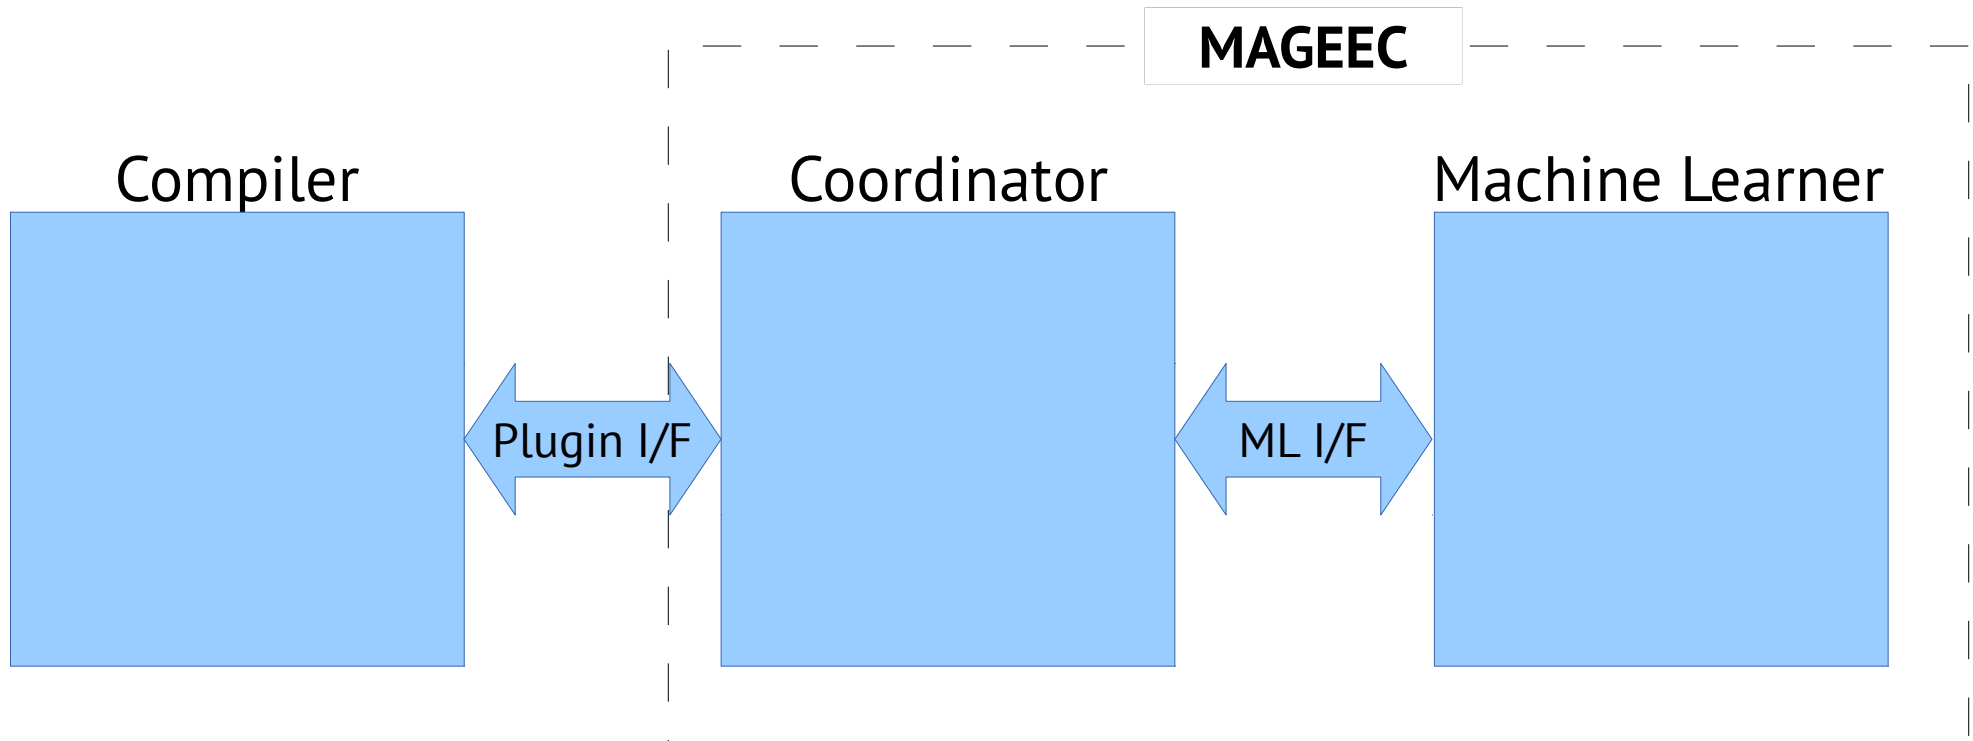 MAGEEC
Compiler
Coordinator
Machine Learner
Plugin I/F
ML I/F